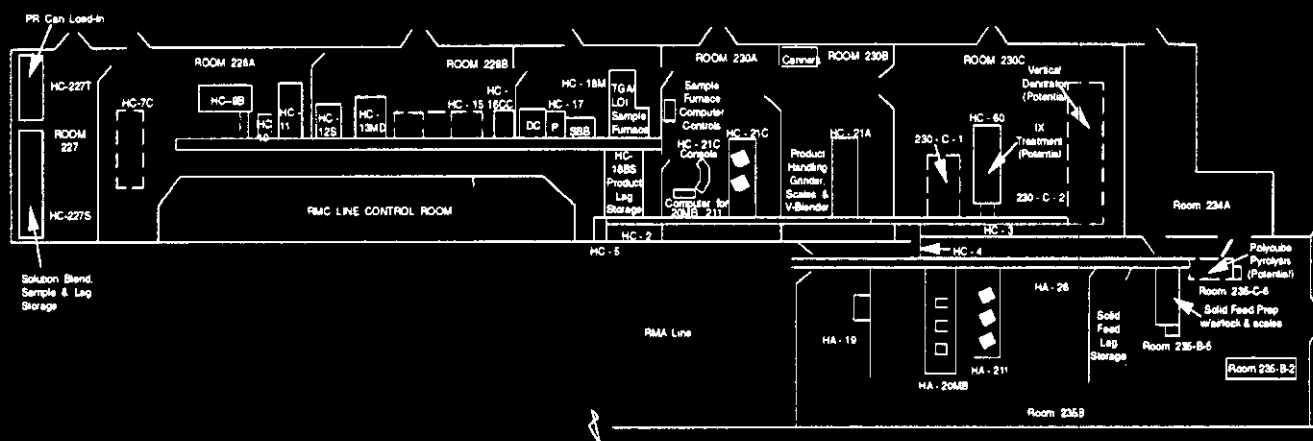 PR Can Load-In
HC-227T
ROOM
227
HC-227S
Solution Blend,
Sample & Lag
Storage
HC-7C
ROOM 228A
HC-9B
HC
10
HC
-
11
ROOM 228B
HC -
12S
HC -
13MD
HC - 15
HC
-
16CC
HC - 17
DC
P
SBB
HC - 18M
TGA/
LOI
Sample
Furnace
RMC LINE CONTROL ROOM
HC-
18BS
Product
Lag
Storage
ROOM 230A
Sample
Furnace
Computer
Controls
HC - 21C
HC - 21C
Console
Computer for
20MB, 211
Canners
ROOM 230B
HC - 21A
Product
Handling
Grinder,
Scales &
V-Blender
ROOM 230C
Vertical
Denitrator
(Potential)
HC - 60
IX
Treatment
(Potential)
230 - C - 1
230 - C - 2
Room 234A
HC - 5
HC - 2
HC - 3
HC - 4
Polycube
Pyrolysis
(Potential)
Room 235-C-6
Solid Feed Prep
w/airlock & scales
Room 235-B-5
Room 235-B-2
RMA Line
HA - 19
HA - 20MB
HA - 211
HA - 28
Solid
Feed
Lag
Storage
Room 235B